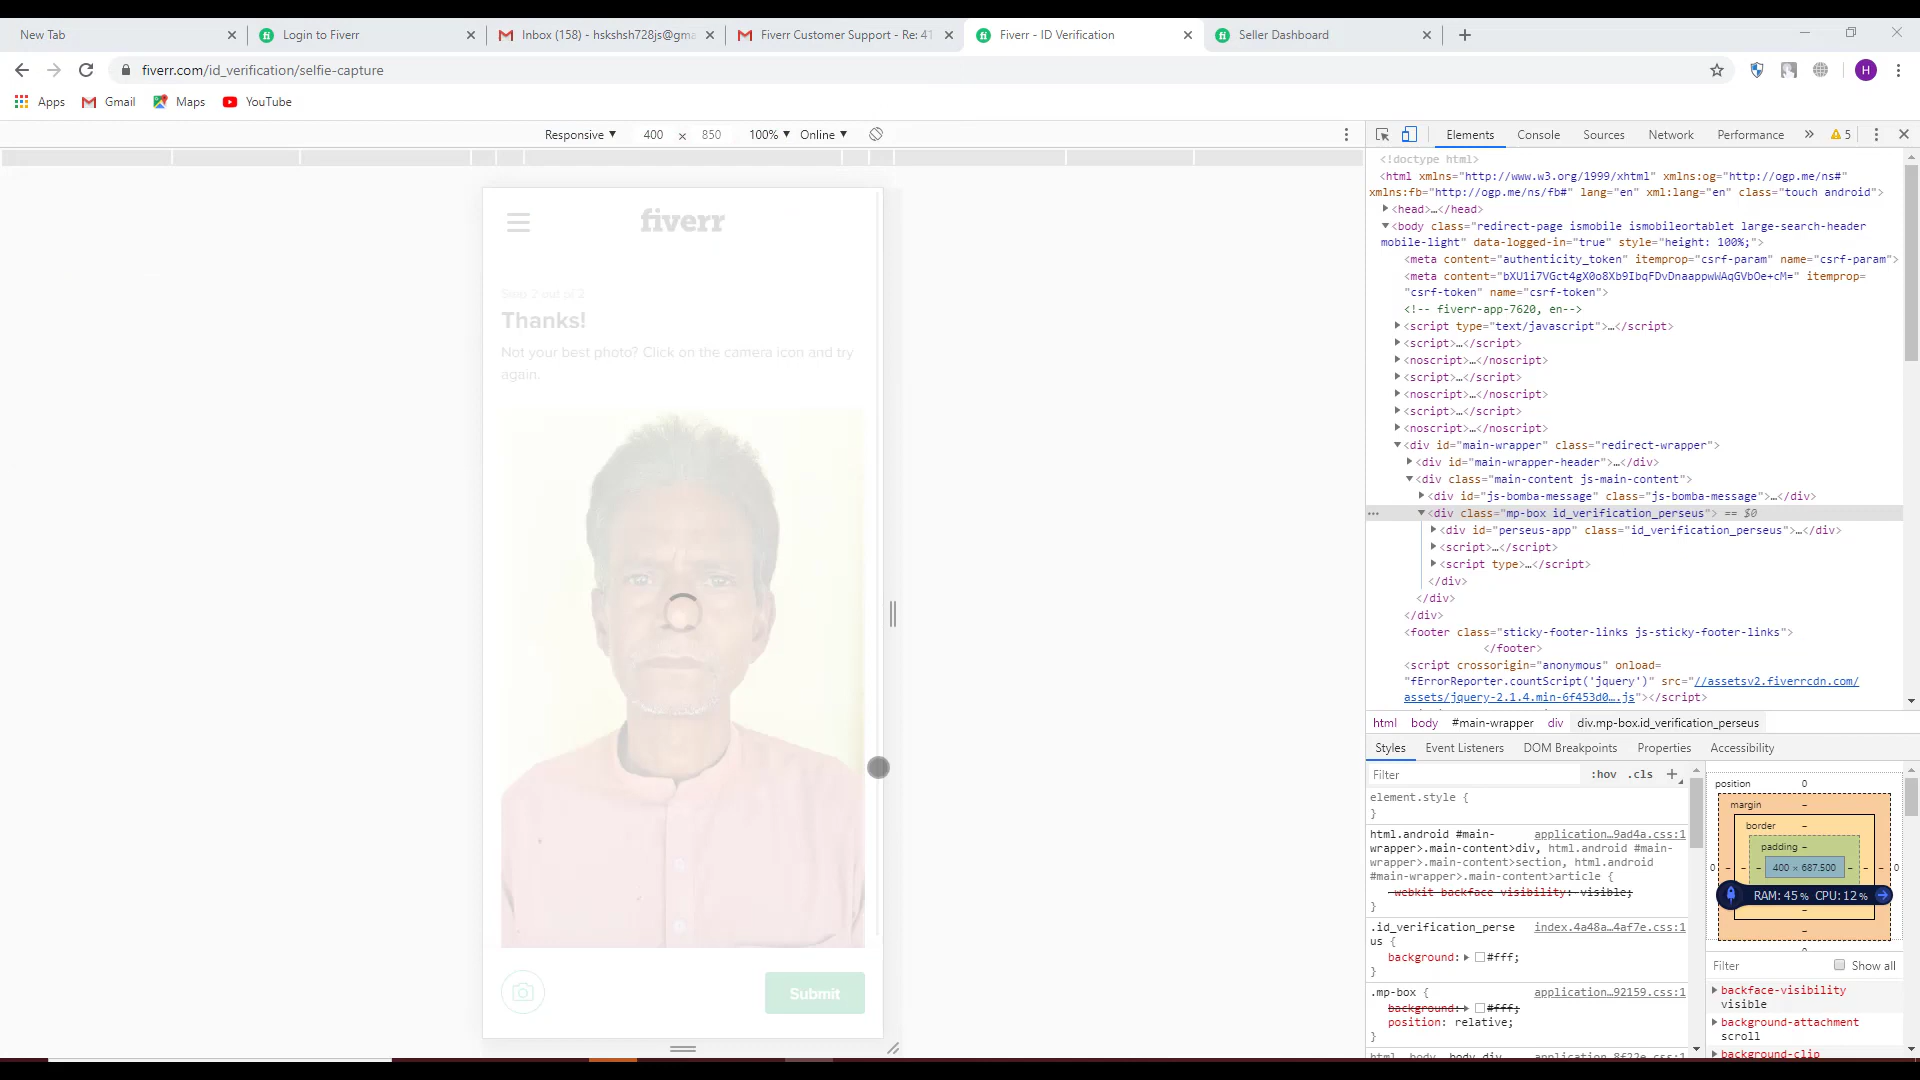 New Tab
Login to Fiverr
Inbox (158) - hskshsh728js@gma
Fiverr Customer Support - Re: 41
Fiverr - ID Verification
Seller Dashboard
fiverr.com/id_verification/selfie-capture
H
Apps
Gmail
Maps
YouTube
Responsive
400 × 850
100%
Online
Elements
Console
Sources
Network
Performance
»
5
fiverr
Step 2 out of 2
Thanks!
Not your best photo? Click on the camera icon and try
again.
Submit
<!doctype html>
<html xmlns="http://www.w3.org/1999/xhtml" xmlns:og="http://ogp.me/ns#"
xmlns:fb="http://ogp.me/ns/fb#" lang="en" xml:lang="en" class="touch android">
<head>…</head>
<body class="redirect-page ismobile ismobileortablet large-search-header
mobile-light" data-logged-in="true" style="height: 100%;">
<meta content="authenticity_token" itemprop="csrf-param" name="csrf-param">
<meta content="bXU1i7VGct4gX0o8Xb9IbqFDvDnaappwWAqGVbOe+cM=" itemprop=
"csrf-token" name="csrf-token">
<!-- fiverr-app-7620, en-->
<script type="text/javascript">…</script>
<script>…</script>
<noscript>…</noscript>
<script>…</script>
<noscript>…</noscript>
<script>…</script>
<noscript>…</noscript>
<div id="main-wrapper" class="redirect-wrapper">
<div id="main-wrapper-header">…</div>
<div class="main-content js-main-content">
<div id="js-bomba-message" class="js-bomba-message">…</div>
<div class="mp-box id_verification_perseus"> == $0
<div id="perseus-app" class="id_verification_perseus">…</div>
<script>…</script>
<script type>…</script>
</div>
</div>
</div>
<footer class="sticky-footer-links js-sticky-footer-links">
</footer>
<script crossorigin="anonymous" onload=
"fErrorReporter.countScript('jquery')" src="//assetsv2.fiverrcdn.com/
assets/jquery-2.1.4.min-6f453d0….js"></script>
html body #main-wrapper div div.mp-box.id_verification_perseus
Styles
Event Listeners
DOM Breakpoints
Properties
Accessibility
Filter
:hov .cls +
element.style {
}
html.android #main-
application…9ad4a.css:1
wrapper>.main-content>div, html.android #main-
wrapper>.main-content>section, html.android
#main-wrapper>.main-content>article {
-webkit-backface-visibility: visible;
}
.id_verification_perse
index.4a48a…4af7e.css:1
us {
background: #fff;
}
.mp-box {
application…92159.css:1
background: #fff;
position: relative;
}
position 0
margin –
border –
padding –
400 × 687.500
0
0
RAM: 45% CPU: 12%
Filter
Show all
backface-visibility
visible
background-attachment
scroll
background-clip